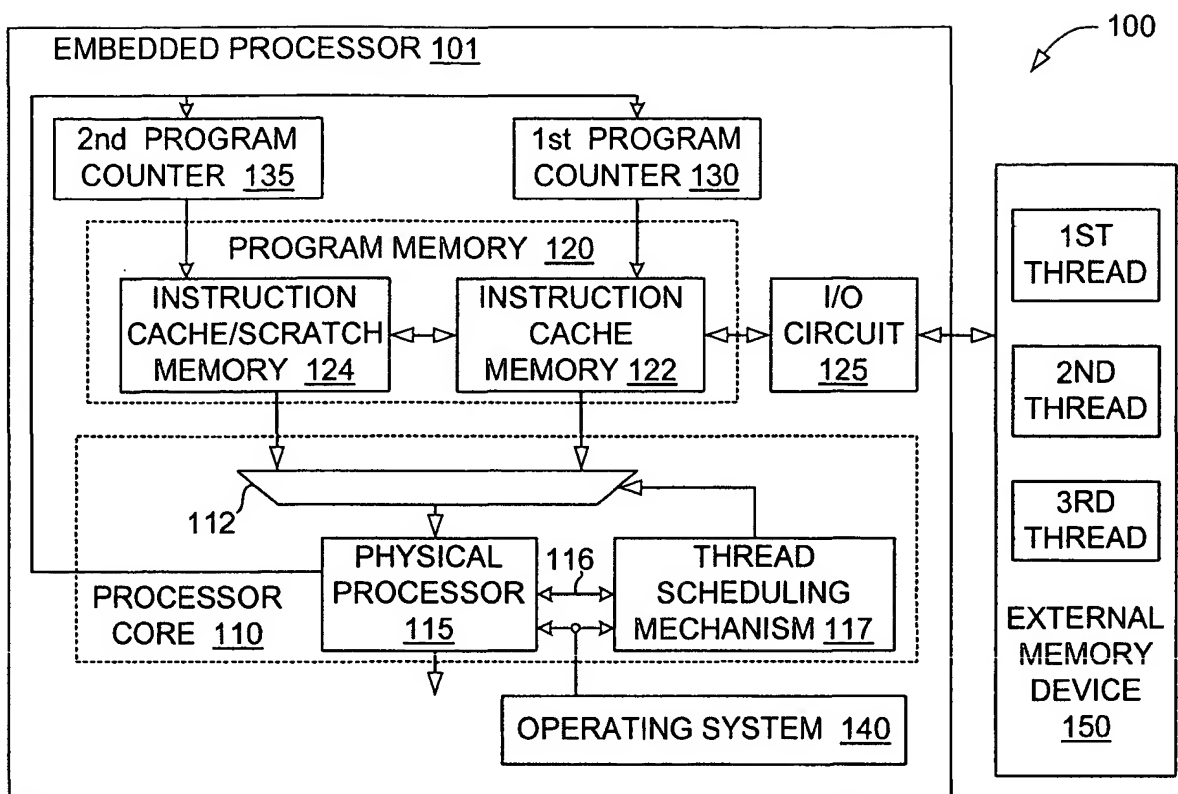 100
EMBEDDED PROCESSOR 101
2nd PROGRAM
COUNTER 135
1st PROGRAM
COUNTER 130
PROGRAM MEMORY 120
INSTRUCTION
CACHE/SCRATCH
MEMORY 124
INSTRUCTION
CACHE
MEMORY 122
I/O
CIRCUIT
125
1ST
THREAD
2ND
THREAD
3RD
THREAD
EXTERNAL
MEMORY
DEVICE
150
112
PHYSICAL
PROCESSOR
115
116
THREAD
SCHEDULING
MECHANISM 117
PROCESSOR
CORE 110
OPERATING SYSTEM 140